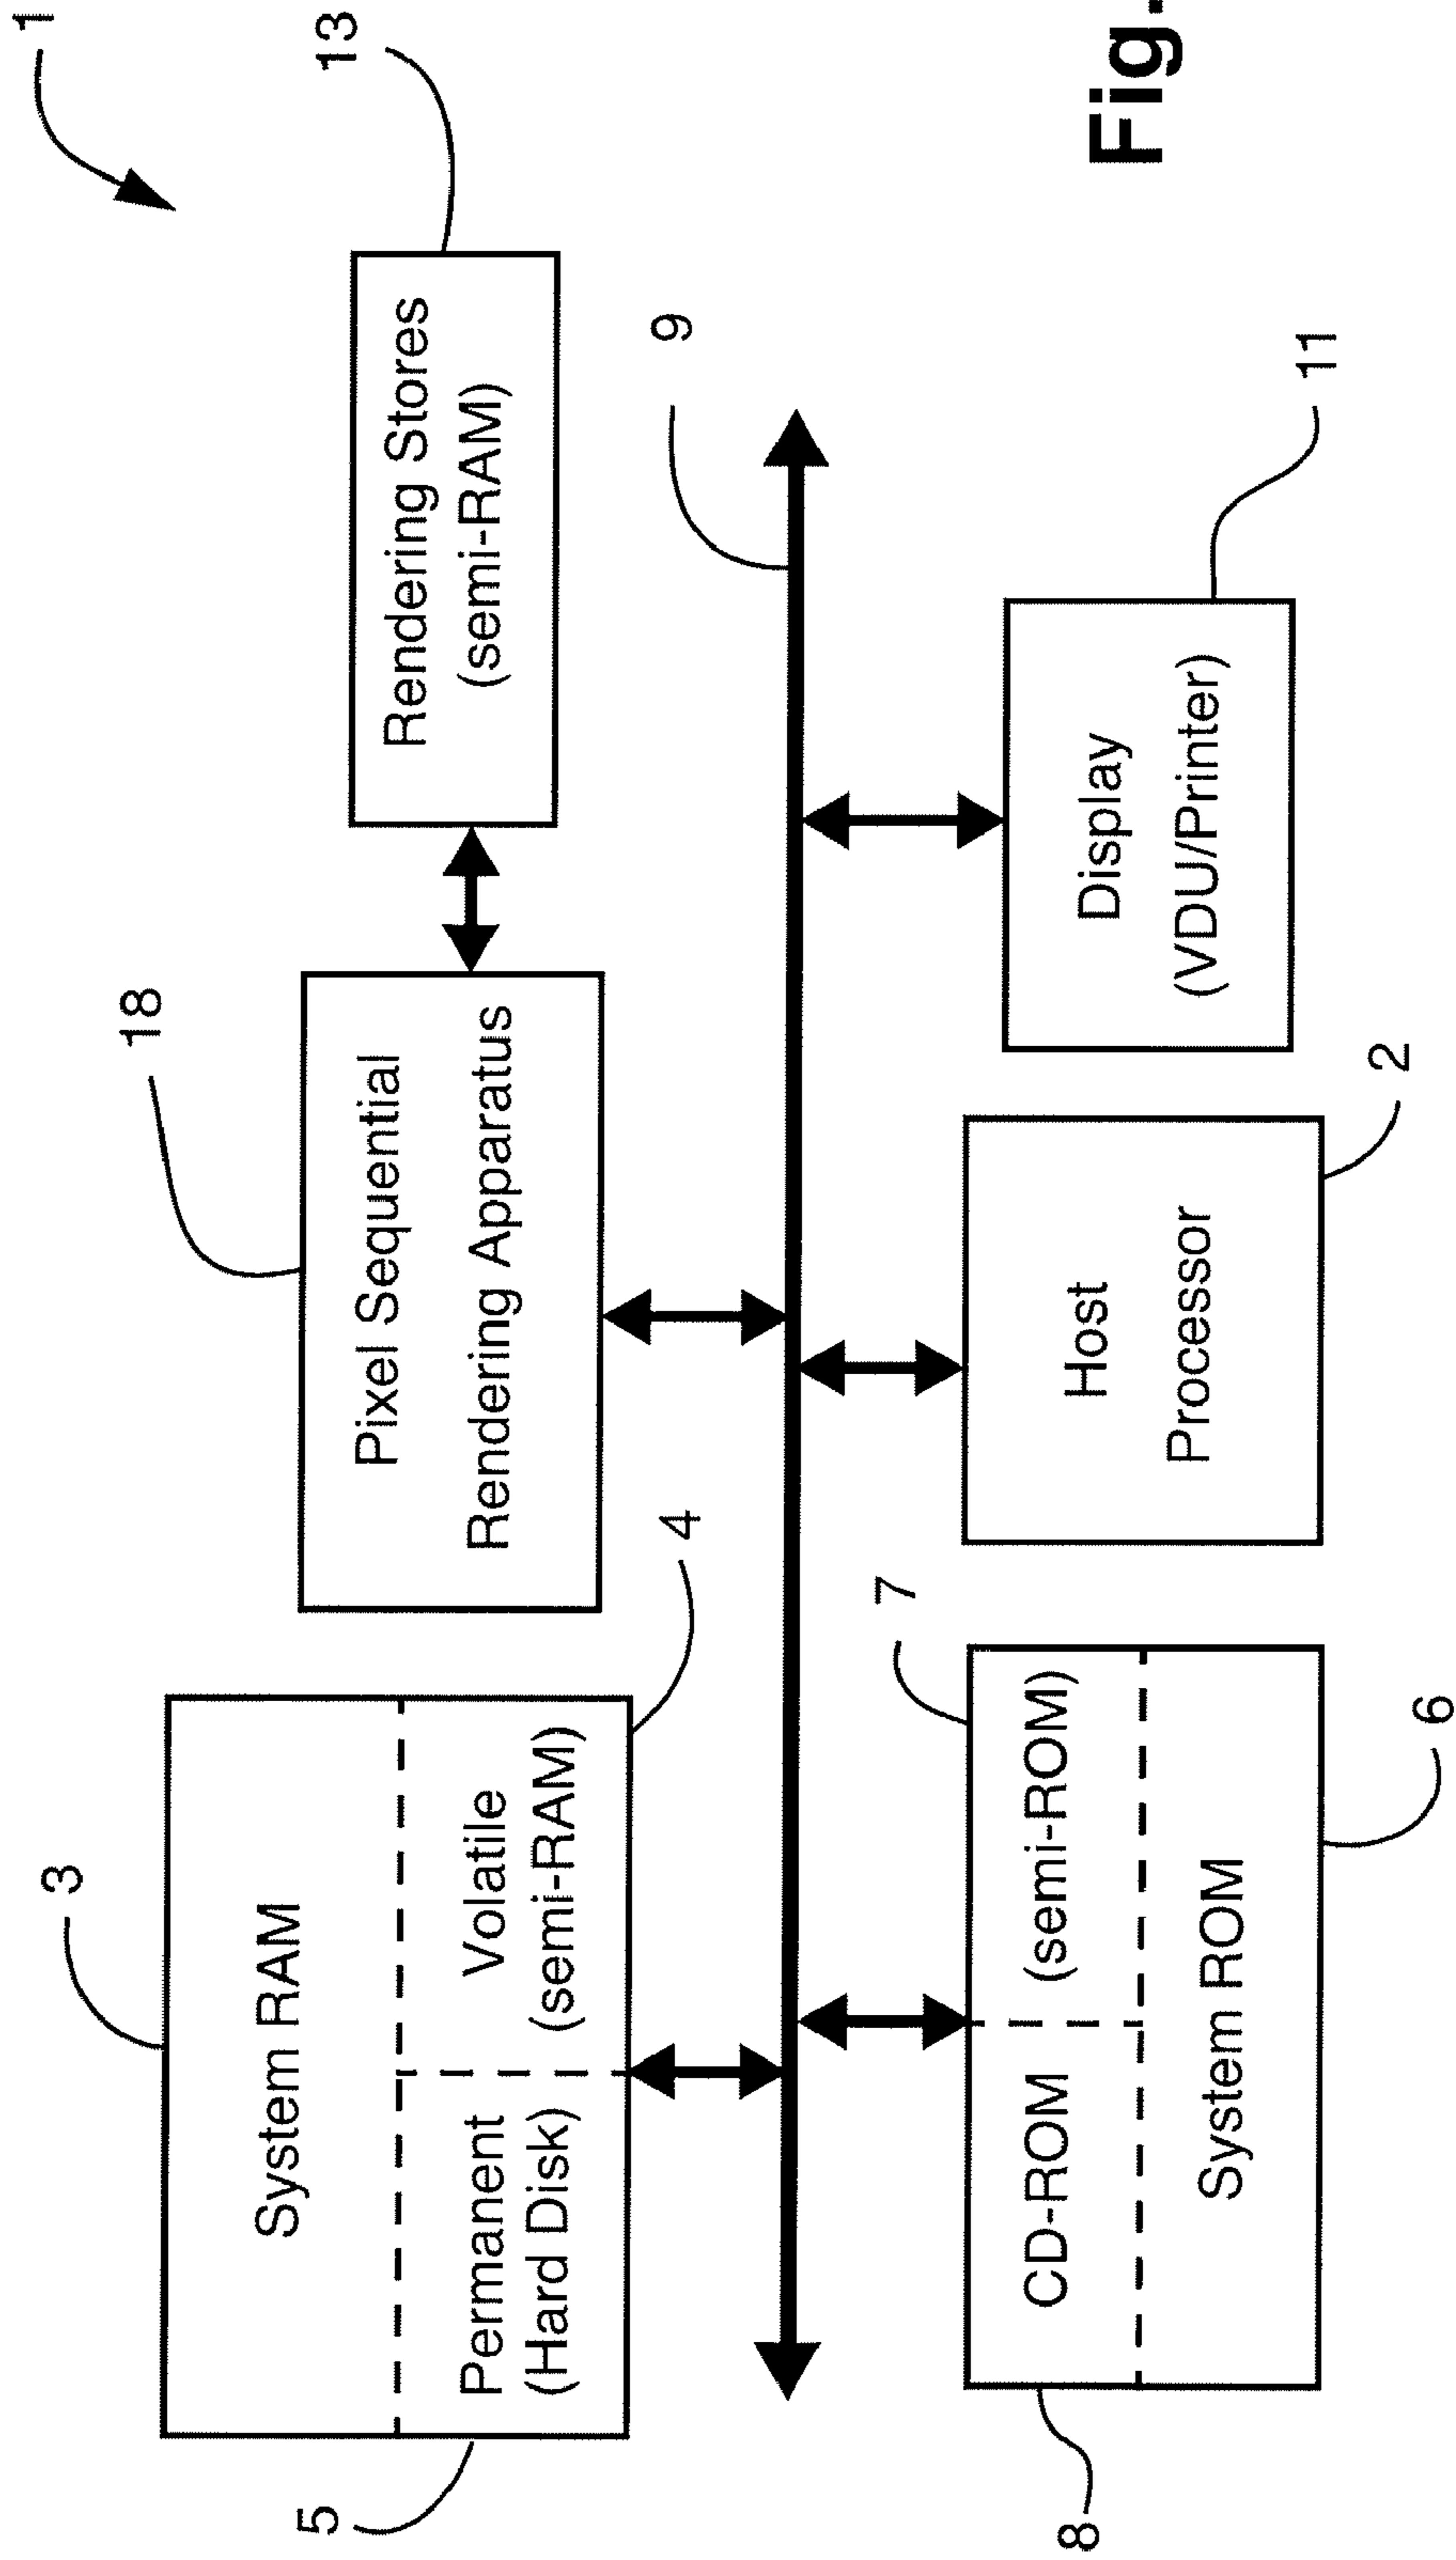 1
3
System RAM
Permanent
(Hard Disk)
Volatile
(semi-RAM)
5
4
18
Pixel Sequential
Rendering Apparatus
13
Rendering Stores
(semi-RAM)
9
7
CD-ROM
(semi-ROM)
System ROM
8
6
Host
Processor
2
Display
(VDU/Printer)
11
Fig.